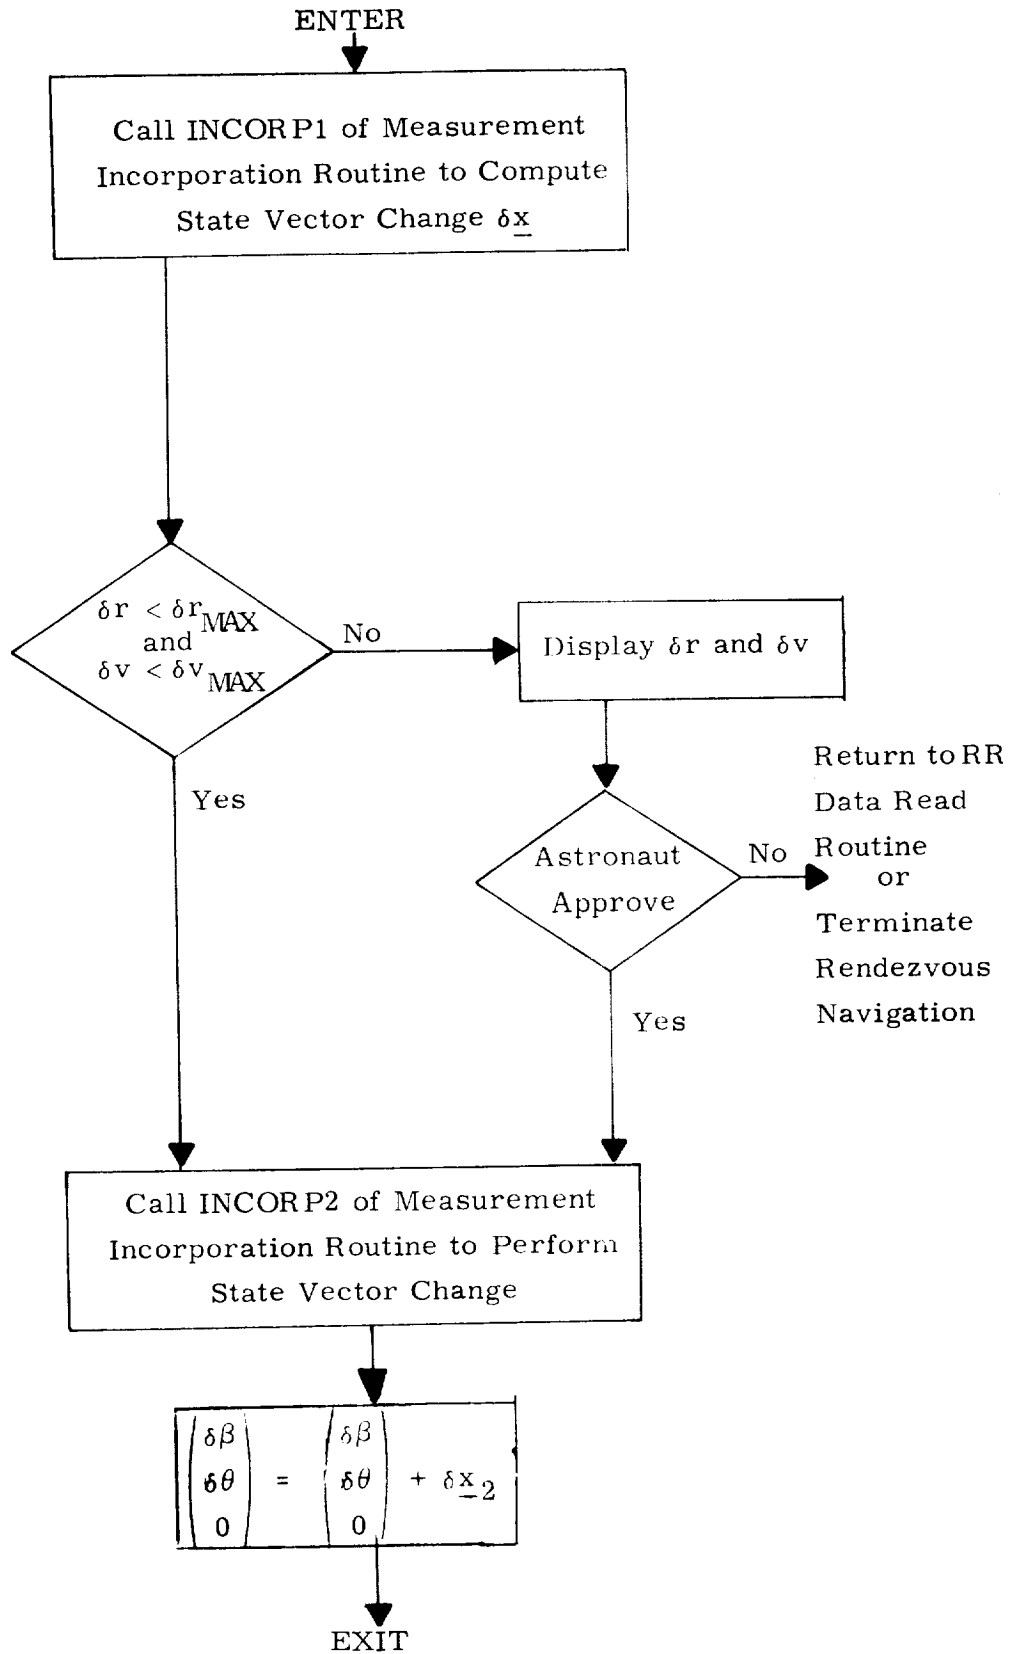 ENTER
Call INCORP1 of Measurement
Incorporation Routine to Compute
State Vector Change δx
δr < δrMAX
and
δv < δvMAX
No
Display δr and δv
Yes
Astronaut
Approve
No
Return to RR
Data Read
Routine
or
Terminate
Rendezvous
Navigation
Yes
Call INCORP2 of Measurement
Incorporation Routine to Perform
State Vector Change
δβ δβ
δθ = δθ + δx2
0 0
EXIT